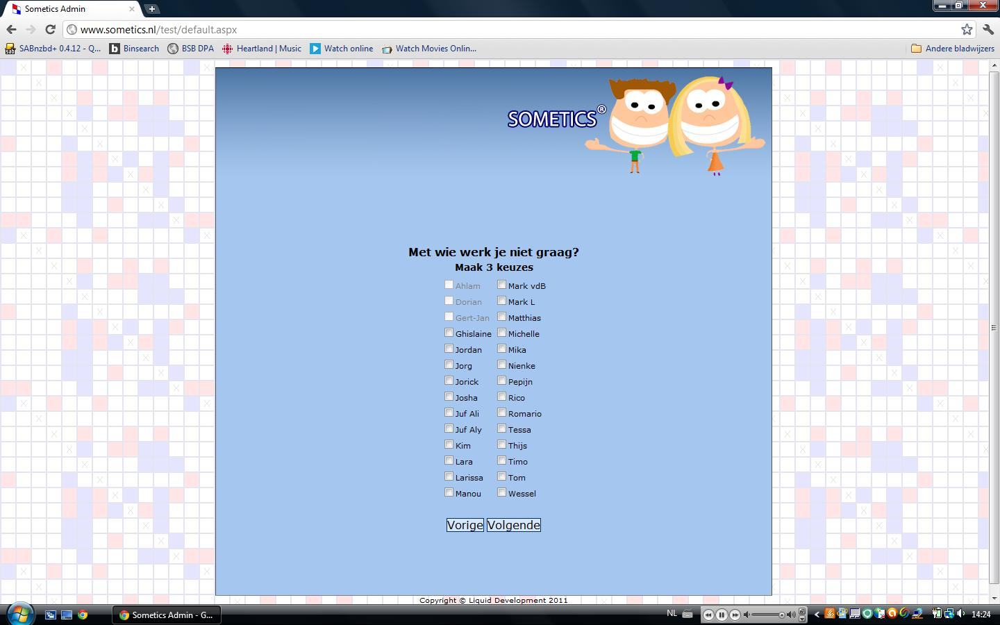 Sometics Admin
www.sometics.nl/test/default.aspx
SABnzbd+ 0.4.12 - Q... Binsearch BSB DPA Heartland | Music Watch online Watch Movies Onlin... Andere bladwijzers
SOMETICS®
Met wie werk je niet graag?
Maak 3 keuzes
Ahlam
Dorian
Gert-Jan
Ghislaine
Jordan
Jorg
Jorick
Josha
Juf Ali
Juf Aly
Kim
Lara
Larissa
Manou
Mark vdB
Mark L
Matthias
Michelle
Mika
Nienke
Pepijn
Rico
Romario
Tessa
Thijs
Timo
Tom
Wessel
Vorige Volgende
Copyright © Liquid Development 2011
Sometics Admin - G... NL 14:24